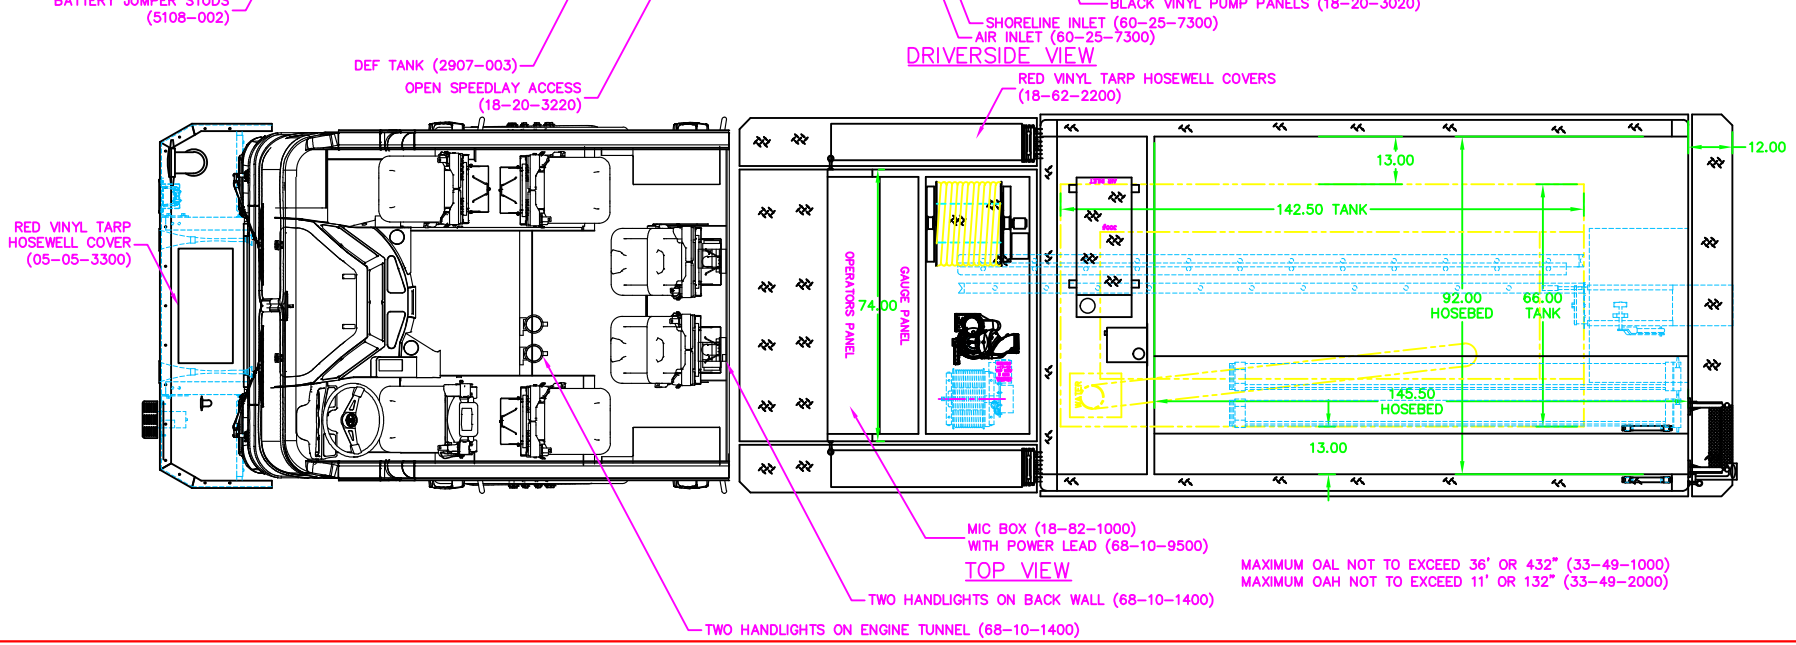 BATTERY JUMPER STUDS
(5108-002)
BLACK VINYL PUMP PANELS (18-20-3020)
SHORELINE INLET (60-25-7300)
AIR INLET (60-25-7300)
DRIVERSIDE VIEW
DEF TANK (2907-003)
OPEN SPEEDLAY ACCESS
(18-20-3220)
RED VINYL TARP HOSEWELL COVERS
(18-62-2200)
12.00
13.00
142.50 TANK
RED VINYL TARP
HOSEWELL COVER
(05-05-3300)
OPERATORS PANEL
GAUGE PANEL
74.00
92.00
HOSEBED
66.00
TANK
145.50
HOSEBED
13.00
MIC BOX (18-82-1000)
WITH POWER LEAD (68-10-9500)
TOP VIEW
MAXIMUM OAL NOT TO EXCEED 36' OR 432" (33-49-1000)
MAXIMUM OAH NOT TO EXCEED 11' OR 132" (33-49-2000)
TWO HANDLIGHTS ON BACK WALL (68-10-1400)
TWO HANDLIGHTS ON ENGINE TUNNEL (68-10-1400)